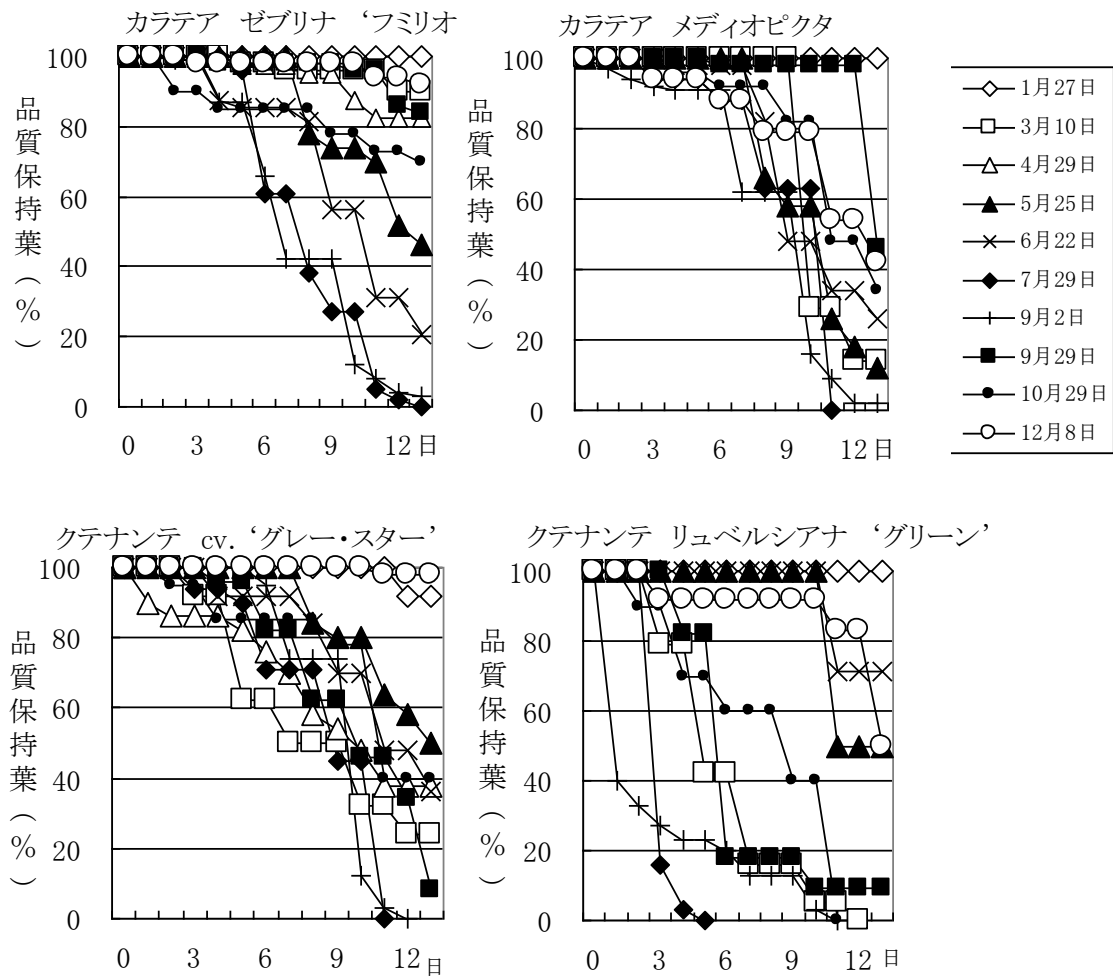 カラテア ゼブリナ ‘フミリオ
カラテア メディオピクタ
品質保持葉(%)
100
80
60
40
20
0
0 3 6 9 12日
品質保持葉(%)
100
80
60
40
20
0
0 3 6 9 12日
1月27日
3月10日
4月29日
5月25日
6月22日
7月29日
9月2日
9月29日
10月29日
12月8日
クテナンテ cv. ‘グレー・スター’
クテナンテ リュベルシアナ ‘グリーン’
品質保持葉(%)
100
80
60
40
20
0
0 3 6 9 12日
品質保持葉(%)
100
80
60
40
20
0
0 3 6 9 12日